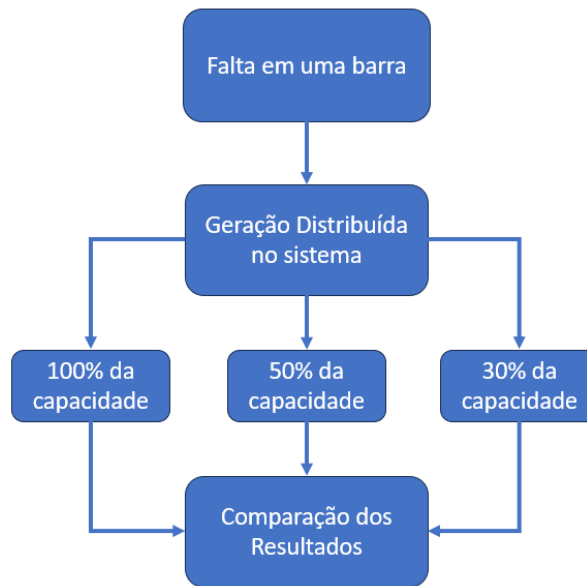 Falta em uma barra
Geração Distribuída
no sistema
100% da
capacidade
50% da
capacidade
30% da
capacidade
Comparação dos
Resultados